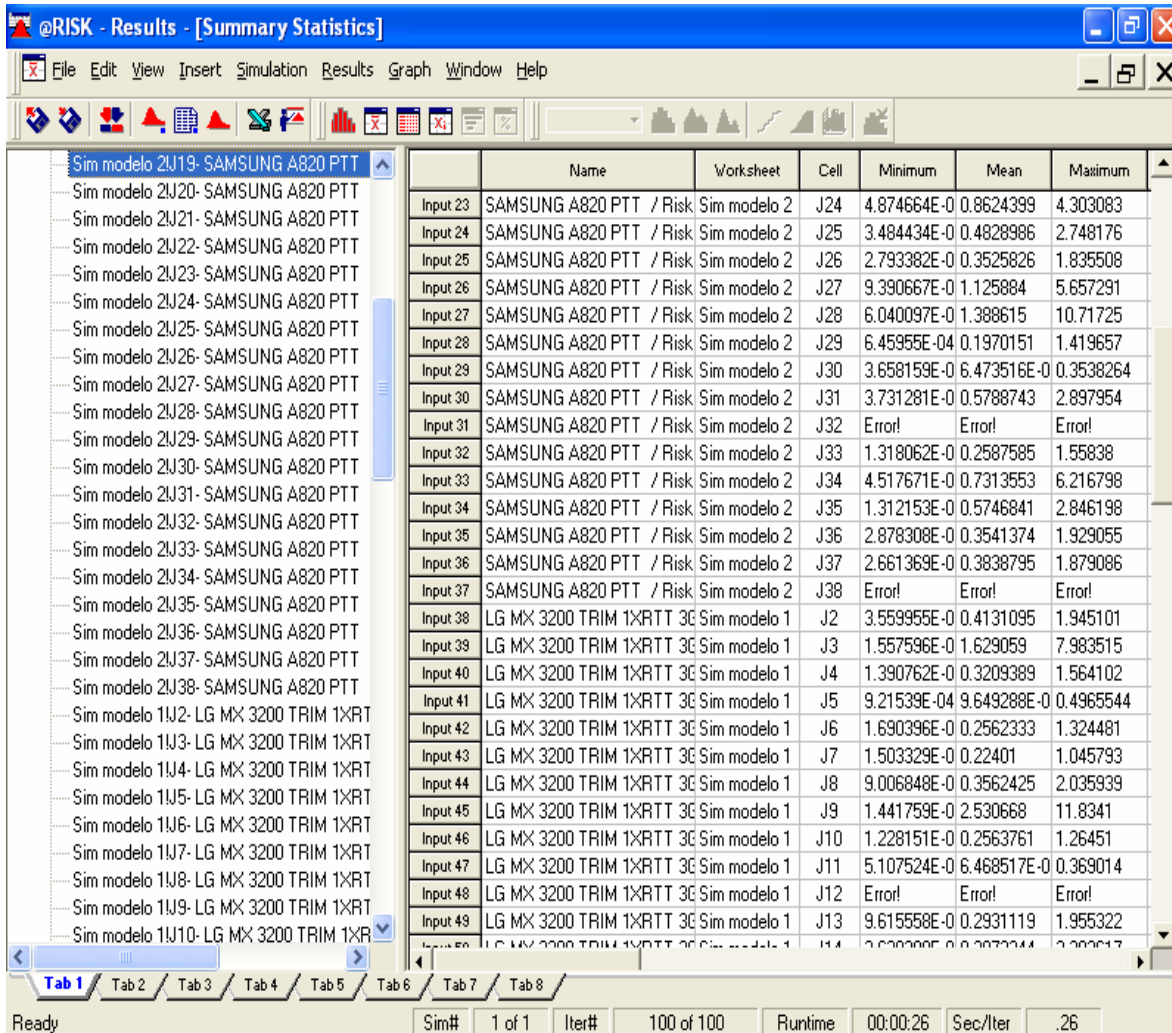 @RISK - Results - [Summary Statistics]
File Edit View Insert Simulation Results Graph Window Help
Sim modelo 2!J19- SAMSUNG A820 PTT
Sim modelo 2!J20- SAMSUNG A820 PTT
Sim modelo 2!J21- SAMSUNG A820 PTT
Sim modelo 2!J22- SAMSUNG A820 PTT
Sim modelo 2!J23- SAMSUNG A820 PTT
Sim modelo 2!J24- SAMSUNG A820 PTT
Sim modelo 2!J25- SAMSUNG A820 PTT
Sim modelo 2!J26- SAMSUNG A820 PTT
Sim modelo 2!J27- SAMSUNG A820 PTT
Sim modelo 2!J28- SAMSUNG A820 PTT
Sim modelo 2!J29- SAMSUNG A820 PTT
Sim modelo 2!J30- SAMSUNG A820 PTT
Sim modelo 2!J31- SAMSUNG A820 PTT
Sim modelo 2!J32- SAMSUNG A820 PTT
Sim modelo 2!J33- SAMSUNG A820 PTT
Sim modelo 2!J34- SAMSUNG A820 PTT
Sim modelo 2!J35- SAMSUNG A820 PTT
Sim modelo 2!J36- SAMSUNG A820 PTT
Sim modelo 2!J37- SAMSUNG A820 PTT
Sim modelo 2!J38- SAMSUNG A820 PTT
Sim modelo 1!J2- LG MX 3200 TRIM 1XRT
Sim modelo 1!J3- LG MX 3200 TRIM 1XRT
Sim modelo 1!J4- LG MX 3200 TRIM 1XRT
Sim modelo 1!J5- LG MX 3200 TRIM 1XRT
Sim modelo 1!J6- LG MX 3200 TRIM 1XRT
Sim modelo 1!J7- LG MX 3200 TRIM 1XRT
Sim modelo 1!J8- LG MX 3200 TRIM 1XRT
Sim modelo 1!J9- LG MX 3200 TRIM 1XRT
Sim modelo 1!J10- LG MX 3200 TRIM 1XR
Name Worksheet Cell Minimum Mean Maximum
Input 23 SAMSUNG A820 PTT / Risk Sim modelo 2 J24 4.874664E-0 0.8624399 4.303083
Input 24 SAMSUNG A820 PTT / Risk Sim modelo 2 J25 3.484434E-0 0.4828986 2.748176
Input 25 SAMSUNG A820 PTT / Risk Sim modelo 2 J26 2.793382E-0 0.3525826 1.835508
Input 26 SAMSUNG A820 PTT / Risk Sim modelo 2 J27 9.390667E-0 1.125884 5.657291
Input 27 SAMSUNG A820 PTT / Risk Sim modelo 2 J28 6.040097E-0 1.388615 10.71725
Input 28 SAMSUNG A820 PTT / Risk Sim modelo 2 J29 6.45955E-04 0.1970151 1.419657
Input 29 SAMSUNG A820 PTT / Risk Sim modelo 2 J30 3.658159E-0 6.473516E-0 0.3538264
Input 30 SAMSUNG A820 PTT / Risk Sim modelo 2 J31 3.731281E-0 0.5788743 2.897954
Input 31 SAMSUNG A820 PTT / Risk Sim modelo 2 J32 Error! Error! Error!
Input 32 SAMSUNG A820 PTT / Risk Sim modelo 2 J33 1.318062E-0 0.2587585 1.55838
Input 33 SAMSUNG A820 PTT / Risk Sim modelo 2 J34 4.517671E-0 0.7313553 6.216798
Input 34 SAMSUNG A820 PTT / Risk Sim modelo 2 J35 1.312153E-0 0.5746841 2.846198
Input 35 SAMSUNG A820 PTT / Risk Sim modelo 2 J36 2.878308E-0 0.3541374 1.929055
Input 36 SAMSUNG A820 PTT / Risk Sim modelo 2 J37 2.661369E-0 0.3838795 1.879086
Input 37 SAMSUNG A820 PTT / Risk Sim modelo 2 J38 Error! Error! Error!
Input 38 LG MX 3200 TRIM 1XRTT 3G Sim modelo 1 J2 3.559955E-0 0.4131095 1.945101
Input 39 LG MX 3200 TRIM 1XRTT 3G Sim modelo 1 J3 1.557596E-0 1.629059 7.983515
Input 40 LG MX 3200 TRIM 1XRTT 3G Sim modelo 1 J4 1.390762E-0 0.3209389 1.564102
Input 41 LG MX 3200 TRIM 1XRTT 3G Sim modelo 1 J5 9.21539E-04 9.649288E-0 0.4965544
Input 42 LG MX 3200 TRIM 1XRTT 3G Sim modelo 1 J6 1.690396E-0 0.2562333 1.324481
Input 43 LG MX 3200 TRIM 1XRTT 3G Sim modelo 1 J7 1.503329E-0 0.22401 1.045793
Input 44 LG MX 3200 TRIM 1XRTT 3G Sim modelo 1 J8 9.006848E-0 0.3562425 2.035939
Input 45 LG MX 3200 TRIM 1XRTT 3G Sim modelo 1 J9 1.441759E-0 2.530668 11.8341
Input 46 LG MX 3200 TRIM 1XRTT 3G Sim modelo 1 J10 1.228151E-0 0.2563761 1.26451
Input 47 LG MX 3200 TRIM 1XRTT 3G Sim modelo 1 J11 5.107524E-0 6.468517E-0 0.369014
Input 48 LG MX 3200 TRIM 1XRTT 3G Sim modelo 1 J12 Error! Error! Error!
Input 49 LG MX 3200 TRIM 1XRTT 3G Sim modelo 1 J13 9.615558E-0 0.2931119 1.955322
Tab 1 Tab 2 Tab 3 Tab 4 Tab 5 Tab 6 Tab 7 Tab 8
Ready Sim# 1 of 1 Iter# 100 of 100 Runtime 00:00:26 Sec/Iter .26